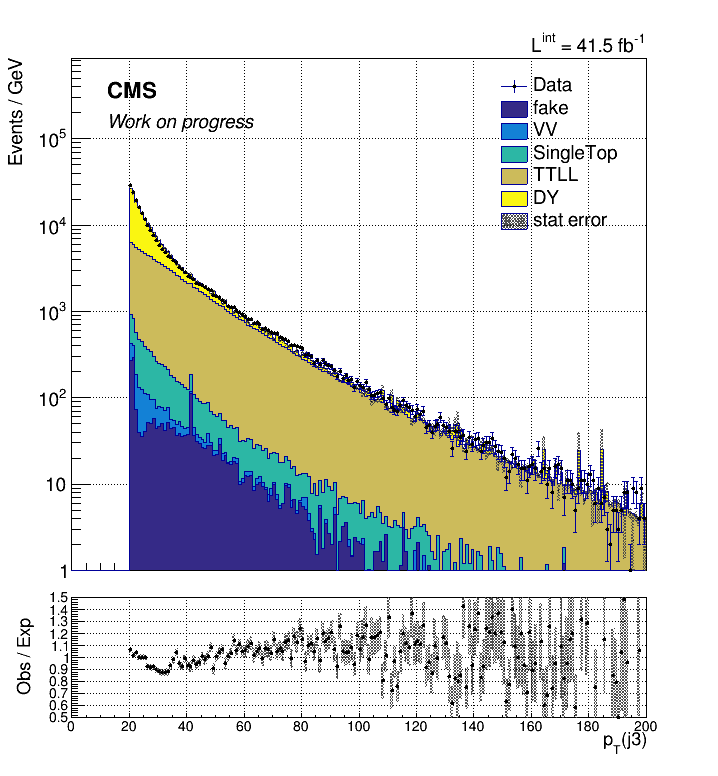 L^int = 41.5 fb^-1
CMS
Work on progress
Events / GeV
Data
fake
VV
SingleTop
TTLL
DY
stat error
10^5
10^4
10^3
10^2
10
1
Obs / Exp
1.5
1.4
1.3
1.2
1.1
1
0.9
0.8
0.7
0.6
0.5
0 20 40 60 80 100 120 140 160 180 200
p_T(j3)